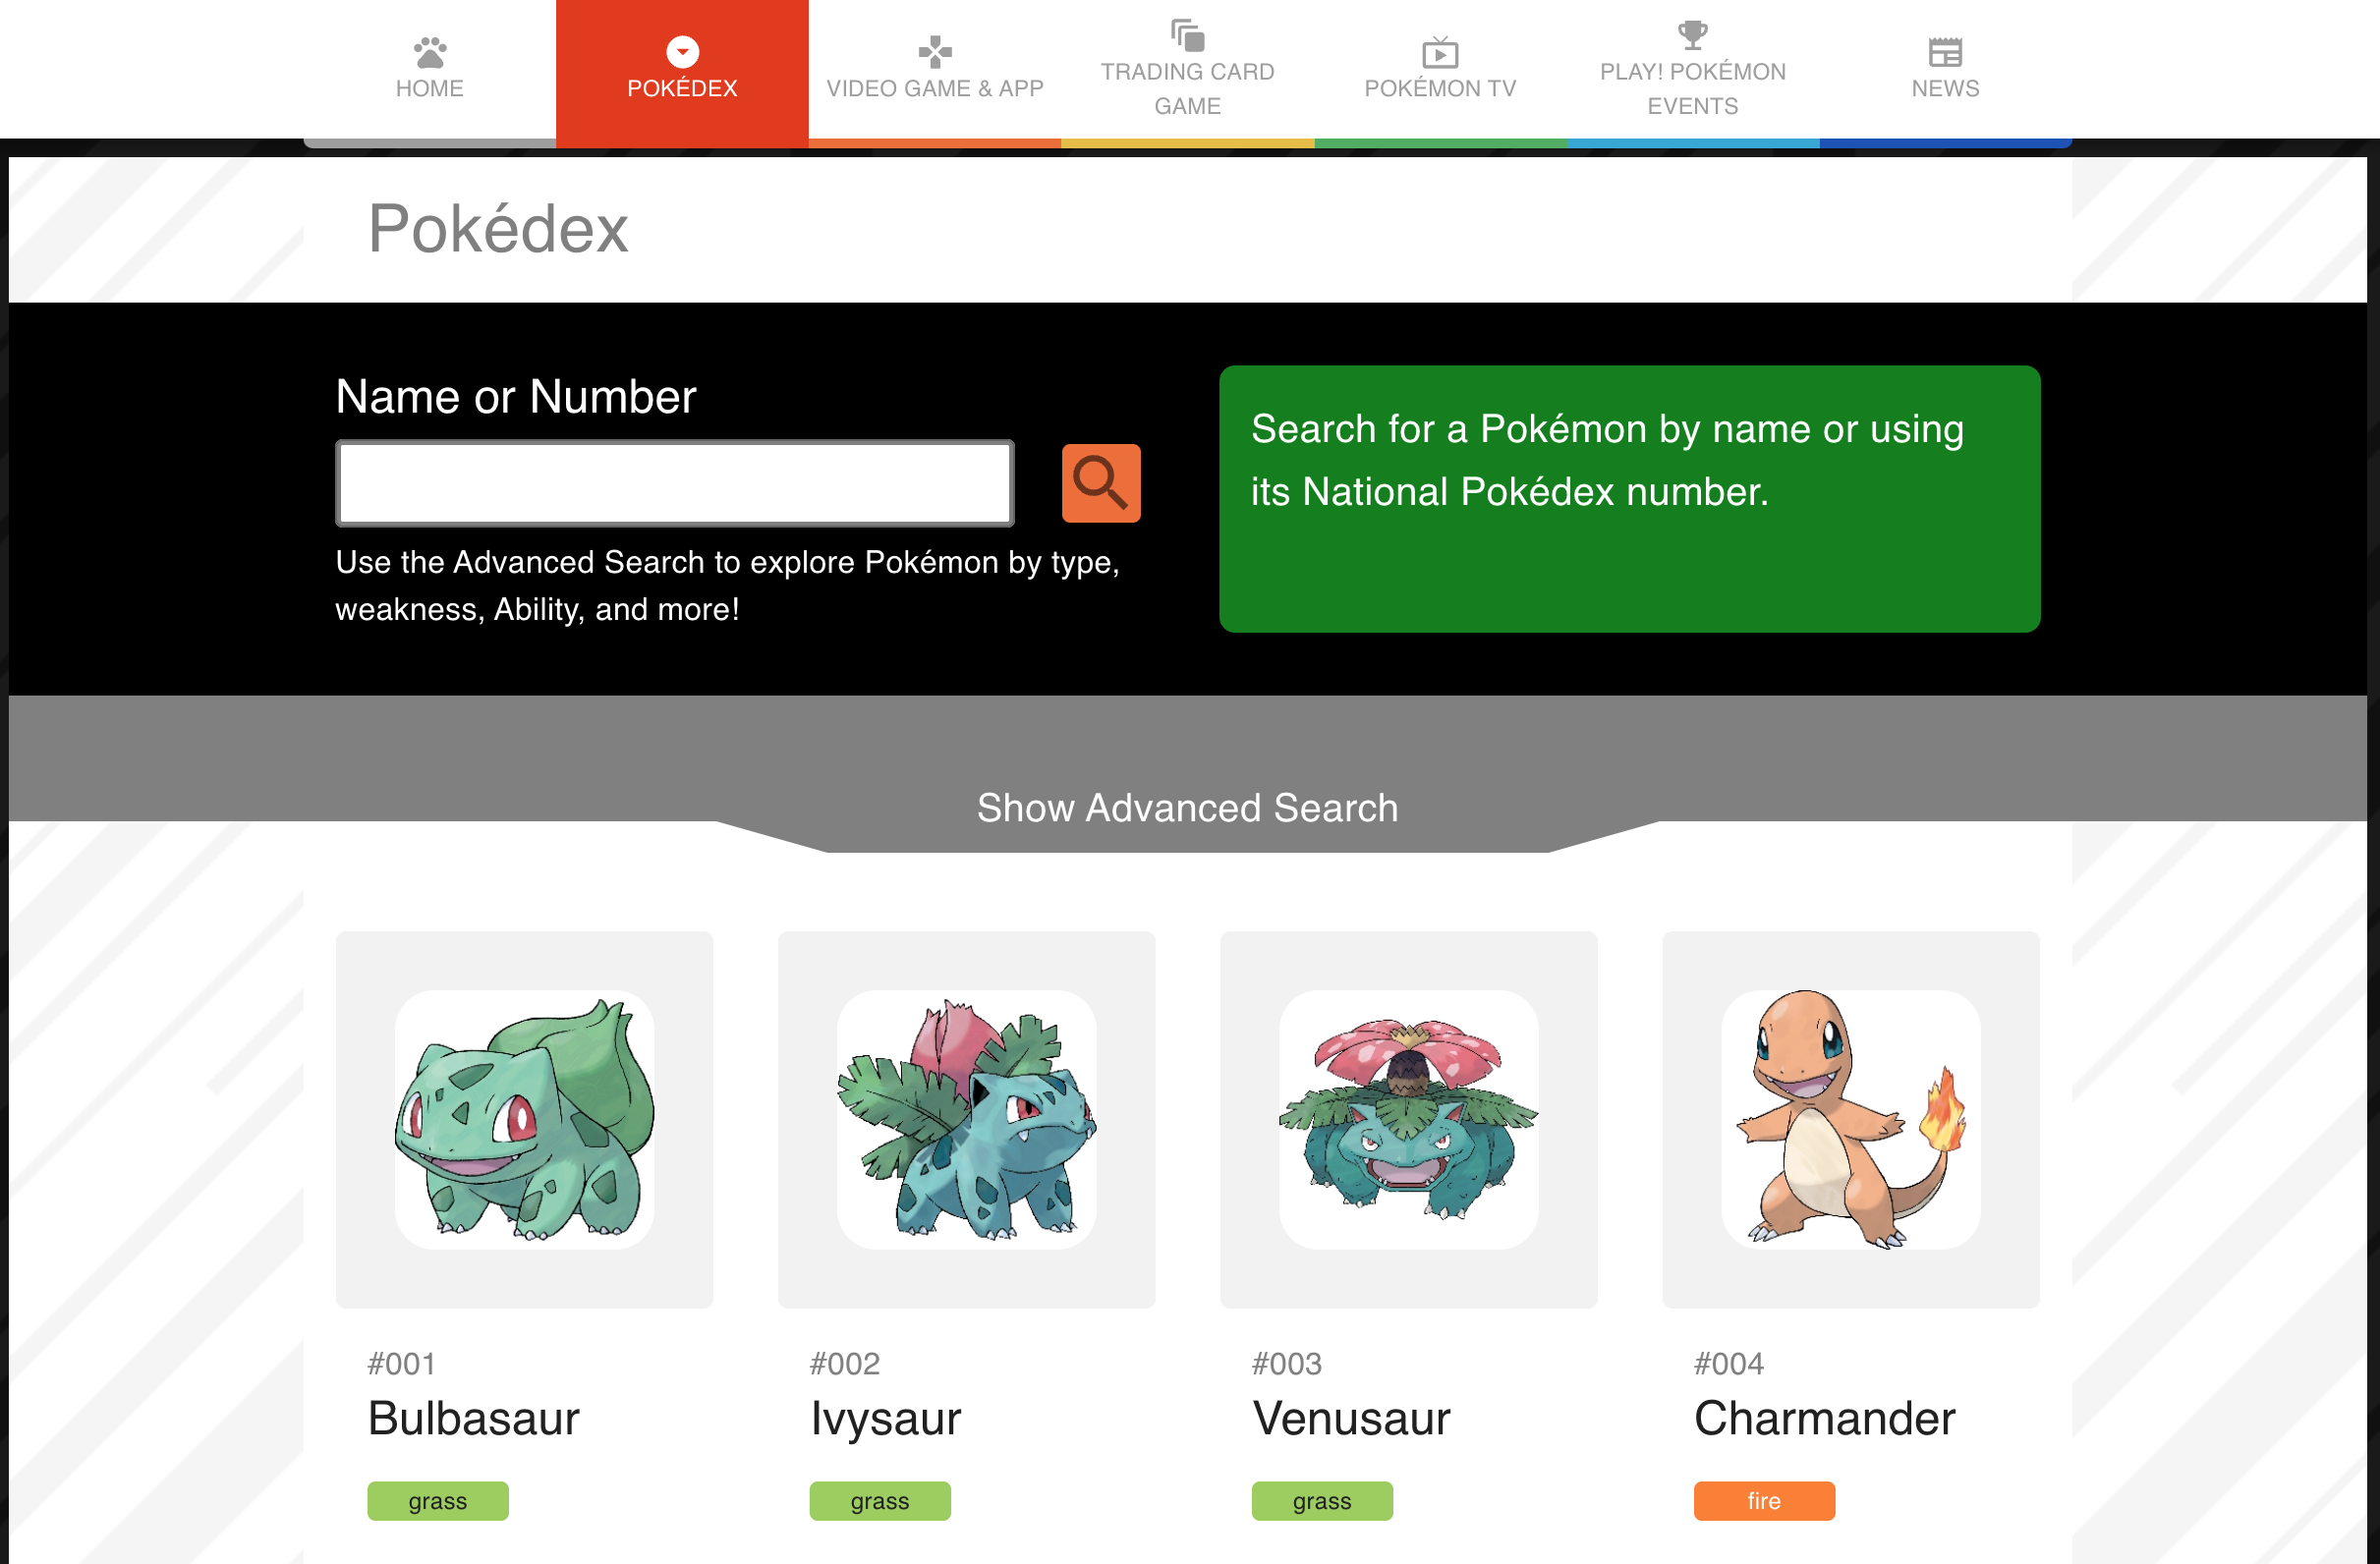 HOME
POKÉDEX
VIDEO GAME & APP
TRADING CARD
GAME
POKÉMON TV
PLAY! POKÉMON
EVENTS
NEWS
Pokédex
Name or Number
Use the Advanced Search to explore Pokémon by type,
weakness, Ability, and more!
Search for a Pokémon by name or using
its National Pokédex number.
Show Advanced Search
#001
Bulbasaur
grass
#002
Ivysaur
grass
#003
Venusaur
grass
#004
Charmander
fire